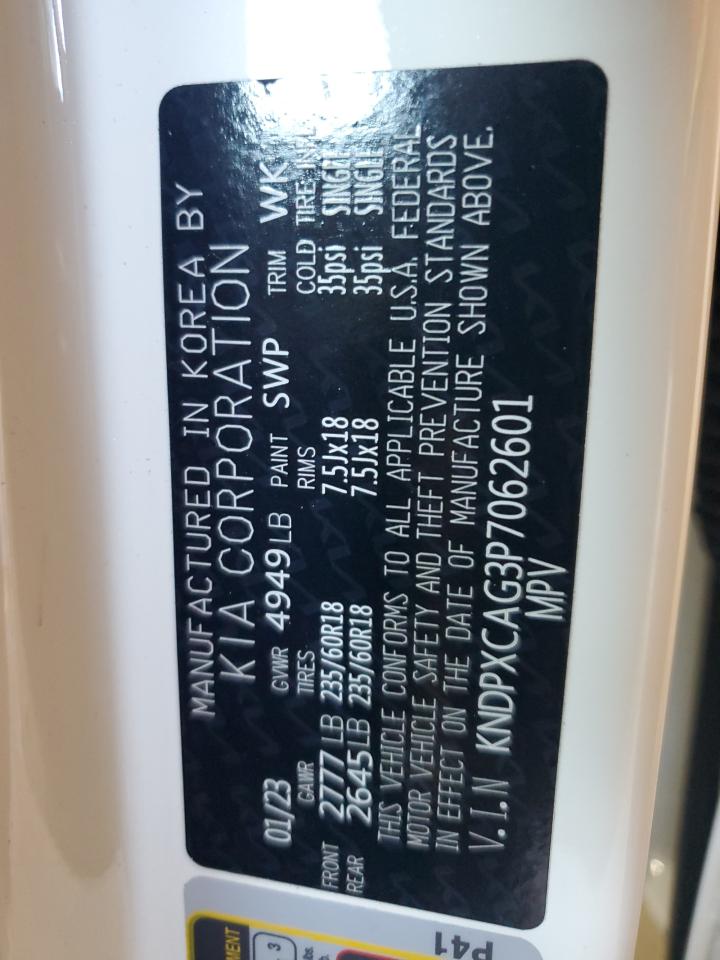 MANUFACTURED IN KOREA BY
KIA CORPORATION
01/23 GVWR 4949LB PAINT SWP TRIM WK
GAWR TIRES RIMS COLD TIRE
FRONT 2777LB 235/60R18 7.5Jx18 35psi SINGLE
REAR 2645LB 235/60R18 7.5Jx18 35psi SINGLE
THIS VEHICLE CONFORMS TO ALL APPLICABLE U.S.A. FEDERAL
MOTOR VEHICLE SAFETY AND THEFT PREVENTION STANDARDS
IN EFFECT ON THE DATE OF MANUFACTURE SHOWN ABOVE.
V.I.N KNDPXCAG3P7062601
MPV
P41
3